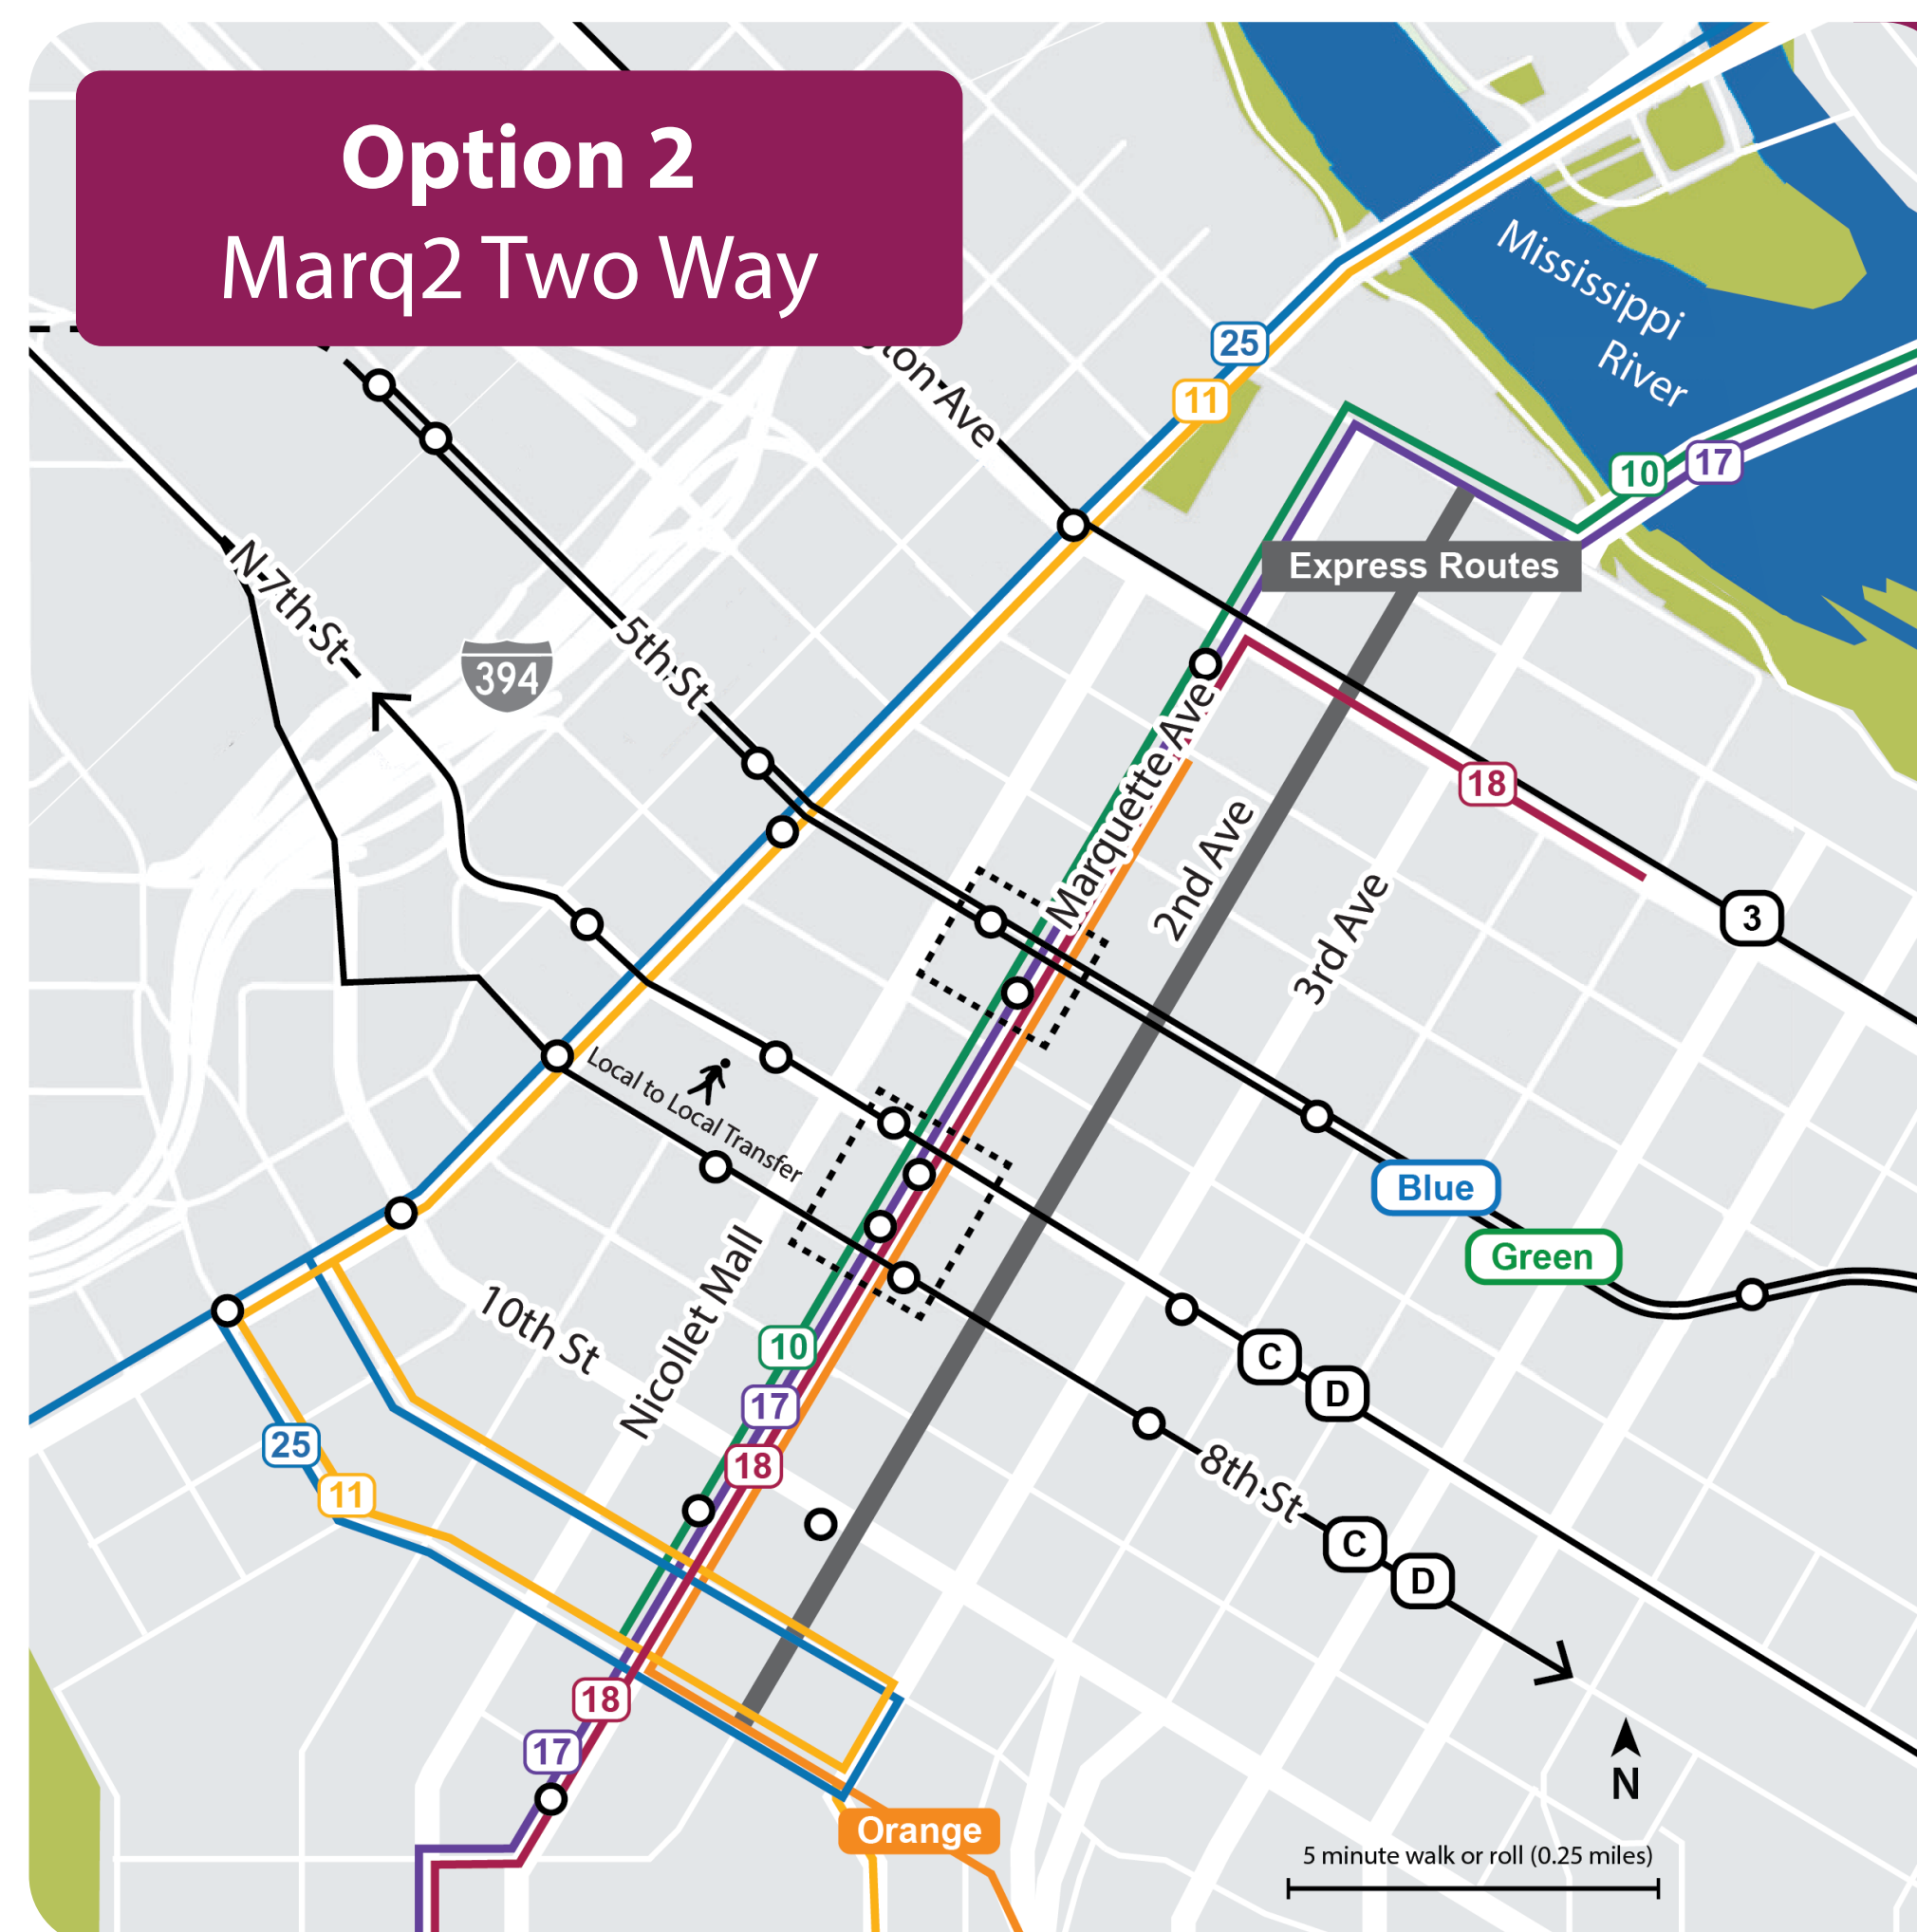 Option 2
Marq2 Two Way
Mississippi
River
ton Ave
25
11
10
17
Express Routes
N 7th St
394
5th St
18
Marquette Ave
2nd Ave
3rd Ave
3
Local to Local Transfer
Blue
Green
10th St
Nicollet Mall
10
17
18
C
D
25
11
8th St
C
D
18
17
N
Orange
5 minute walk or roll (0.25 miles)